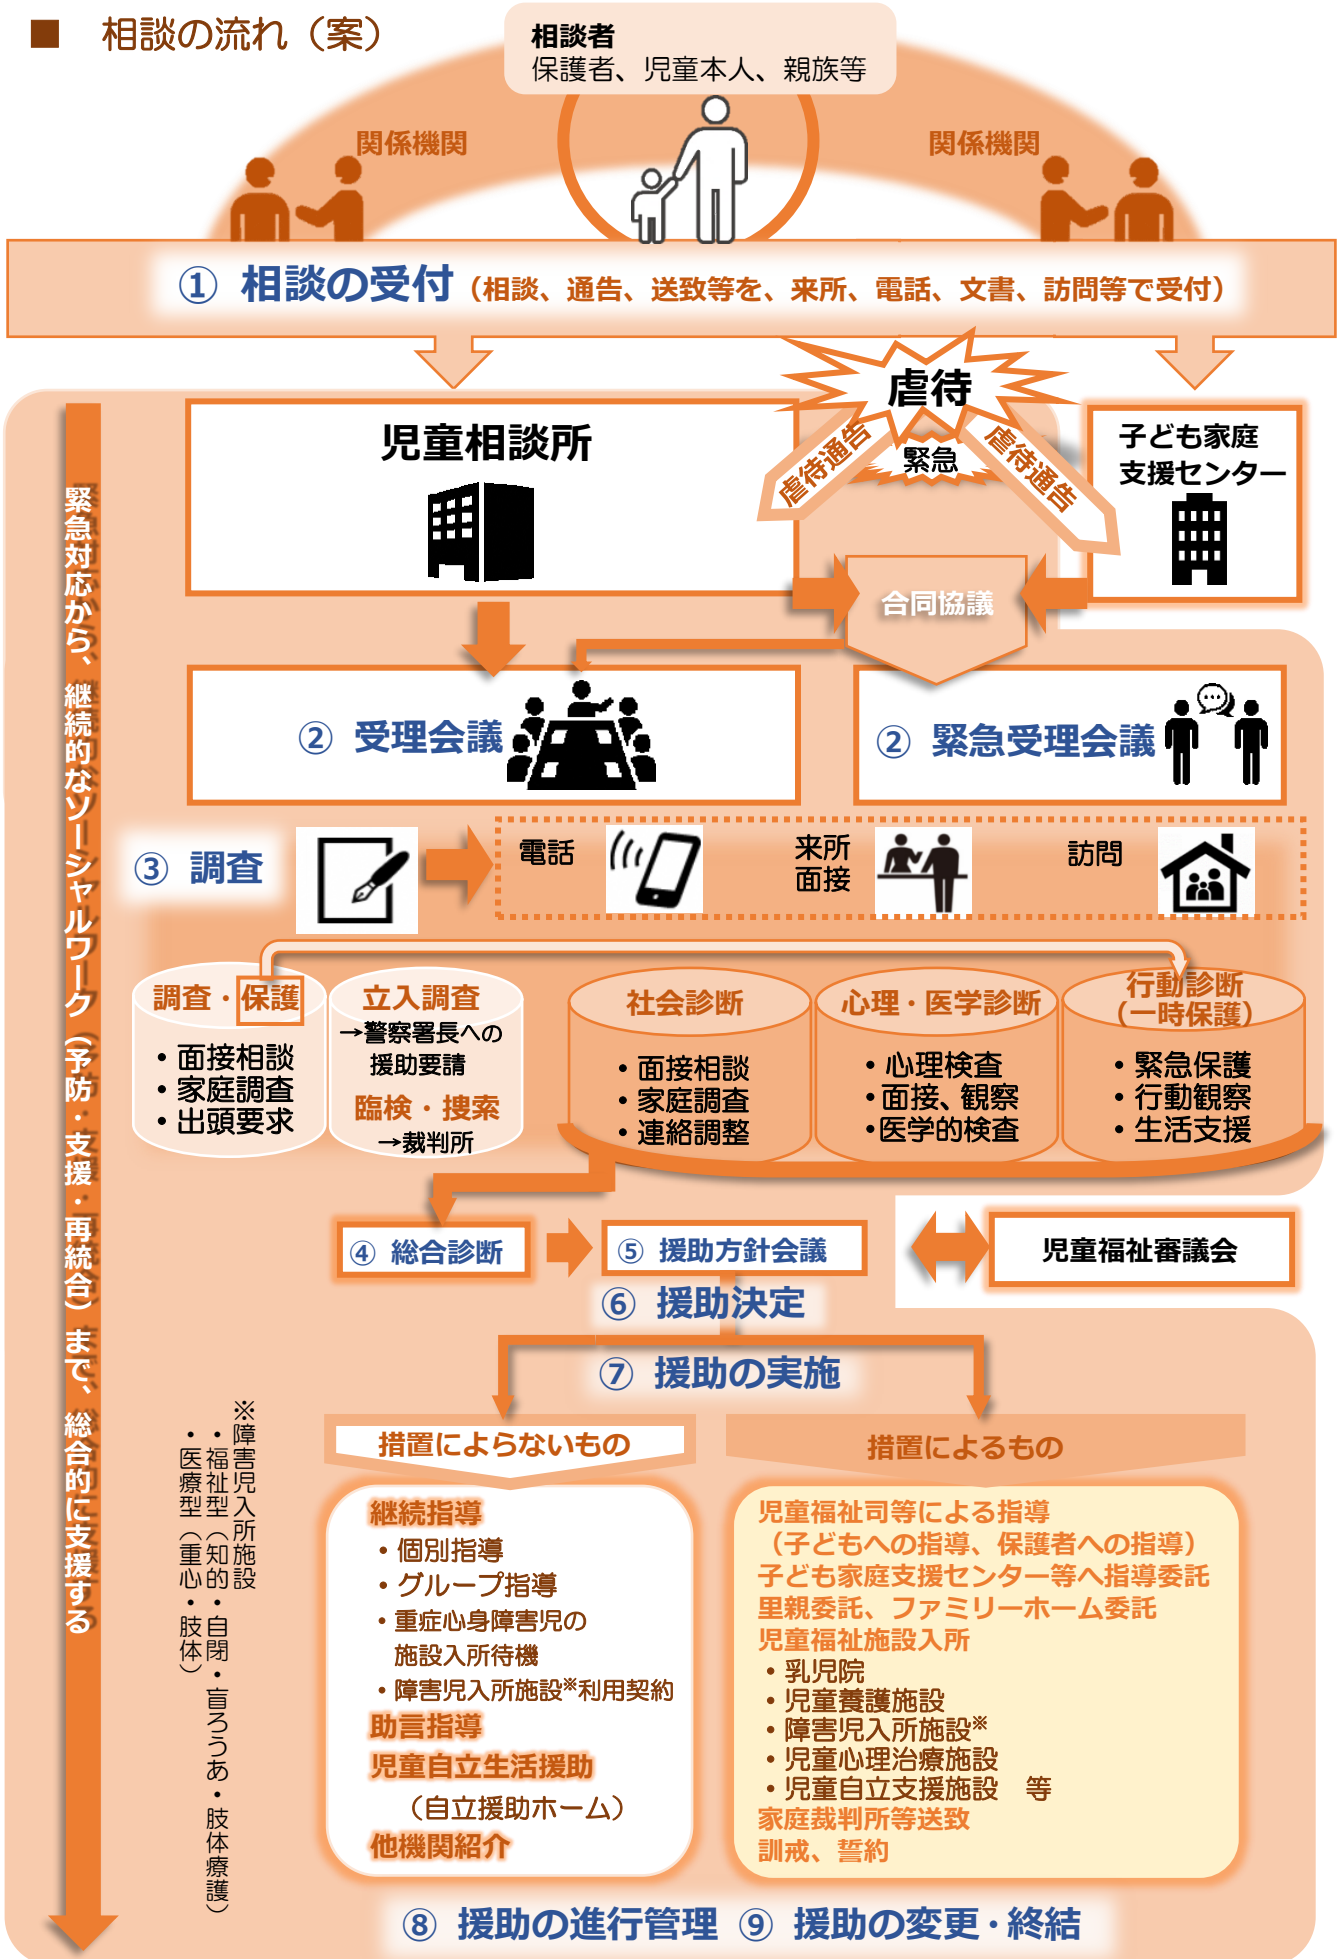 ■ 相談の流れ（案）
相談者
保護者、児童本人、親族等
関係機関
関係機関
① 相談の受付（相談、通告、送致等を、来所、電話、文書、訪問等で受付）
虐待
緊急
虐待通告
虐待通告
児童相談所
子ども家庭
支援センター
合同協議
緊急対応から、継続的なソーシャルワーク（予防・支援・再統合）まで、総合的に支援する
② 受理会議
② 緊急受理会議
③ 調査
電話
来所
面接
訪問
調査・保護
・面接相談
・家庭調査
・出頭要求
立入調査
→警察署長への
援助要請
臨検・捜索
→裁判所
社会診断
・面接相談
・家庭調査
・連絡調整
心理・医学診断
・心理検査
・面接、観察
・医学的検査
行動診断
（一時保護）
・緊急保護
・行動観察
・生活支援
④ 総合診断
⑤ 援助方針会議
児童福祉審議会
⑥ 援助決定
⑦ 援助の実施
※障害児入所施設
・福祉型（知的・自閉・盲ろうあ・肢体療護）
・医療型（重心・肢体）
措置によらないもの
継続指導
・個別指導
・グループ指導
・重症心身障害児の
施設入所待機
・障害児入所施設※利用契約
助言指導
児童自立生活援助
（自立援助ホーム）
他機関紹介
措置によるもの
児童福祉司等による指導
（子どもへの指導、保護者への指導）
子ども家庭支援センター等へ指導委託
里親委託、ファミリーホーム委託
児童福祉施設入所
・乳児院
・児童養護施設
・障害児入所施設※
・児童心理治療施設
・児童自立支援施設　等
家庭裁判所等送致
訓戒、誓約
⑧ 援助の進行管理 ⑨ 援助の変更・終結